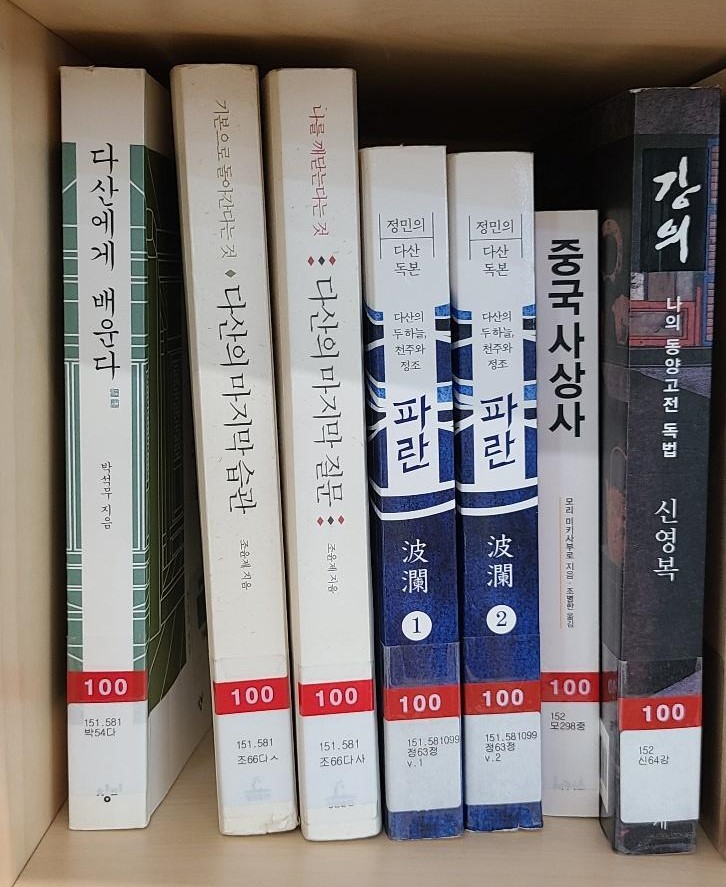 다산에게 배운다
박석무 지음
100
151.581
박54다
기본으로 돌아간다는 것
다산의 마지막 습관
조윤제 지음
100
151.581
조66다ㅅ
나를 깨닫는다는 것
다산의 마지막 질문
조윤제 지음
100
151.581
조66다사
정민의
다산
독본
다산의
두 하늘,
천주와
정조
파란
波瀾
1
100
151.581099
정63정
v.1
정민의
다산
독본
다산의
두 하늘,
천주와
정조
파란
波瀾
2
100
151.581099
정63정
v.2
중국사상사
모리 미키사부로 지음 · 조병한 옮김
100
152
모298중
강의
나의 동양고전 독법
신영복
100
152
신64강